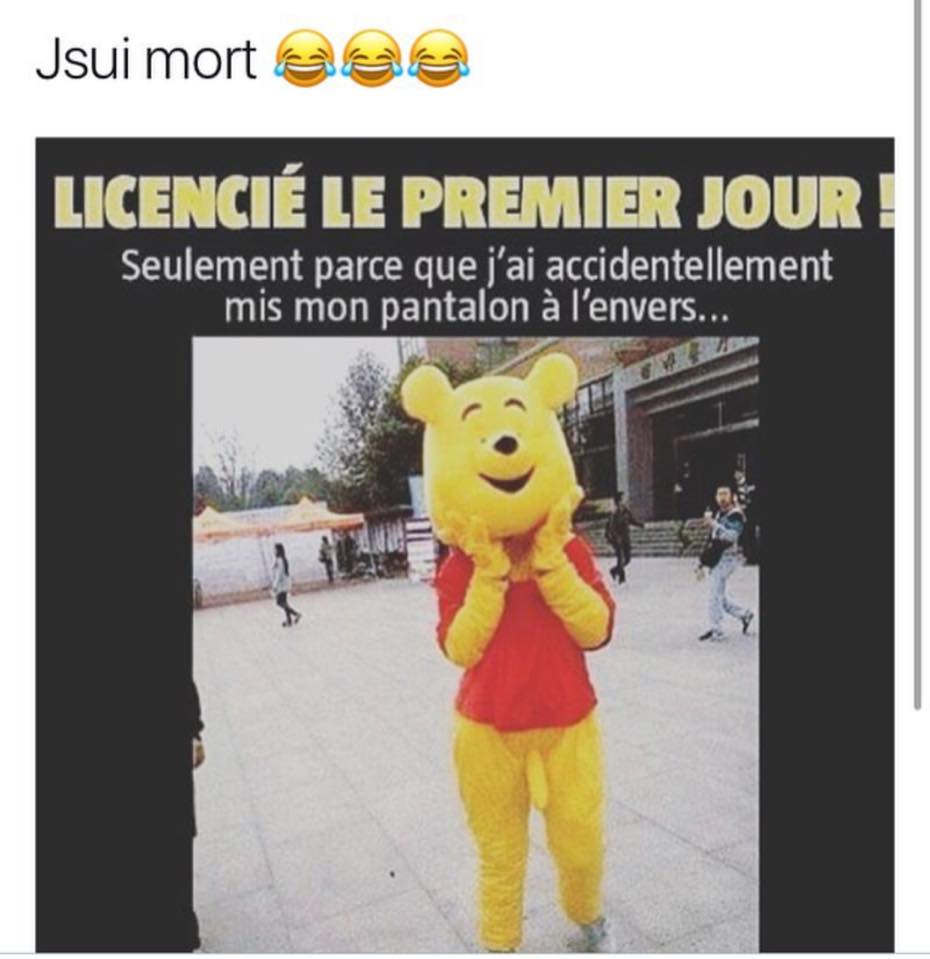 Jsui mort 😂😂😂
LICENCIÉ LE PREMIER JOUR !
Seulement parce que j'ai accidentellement
mis mon pantalon à l'envers...